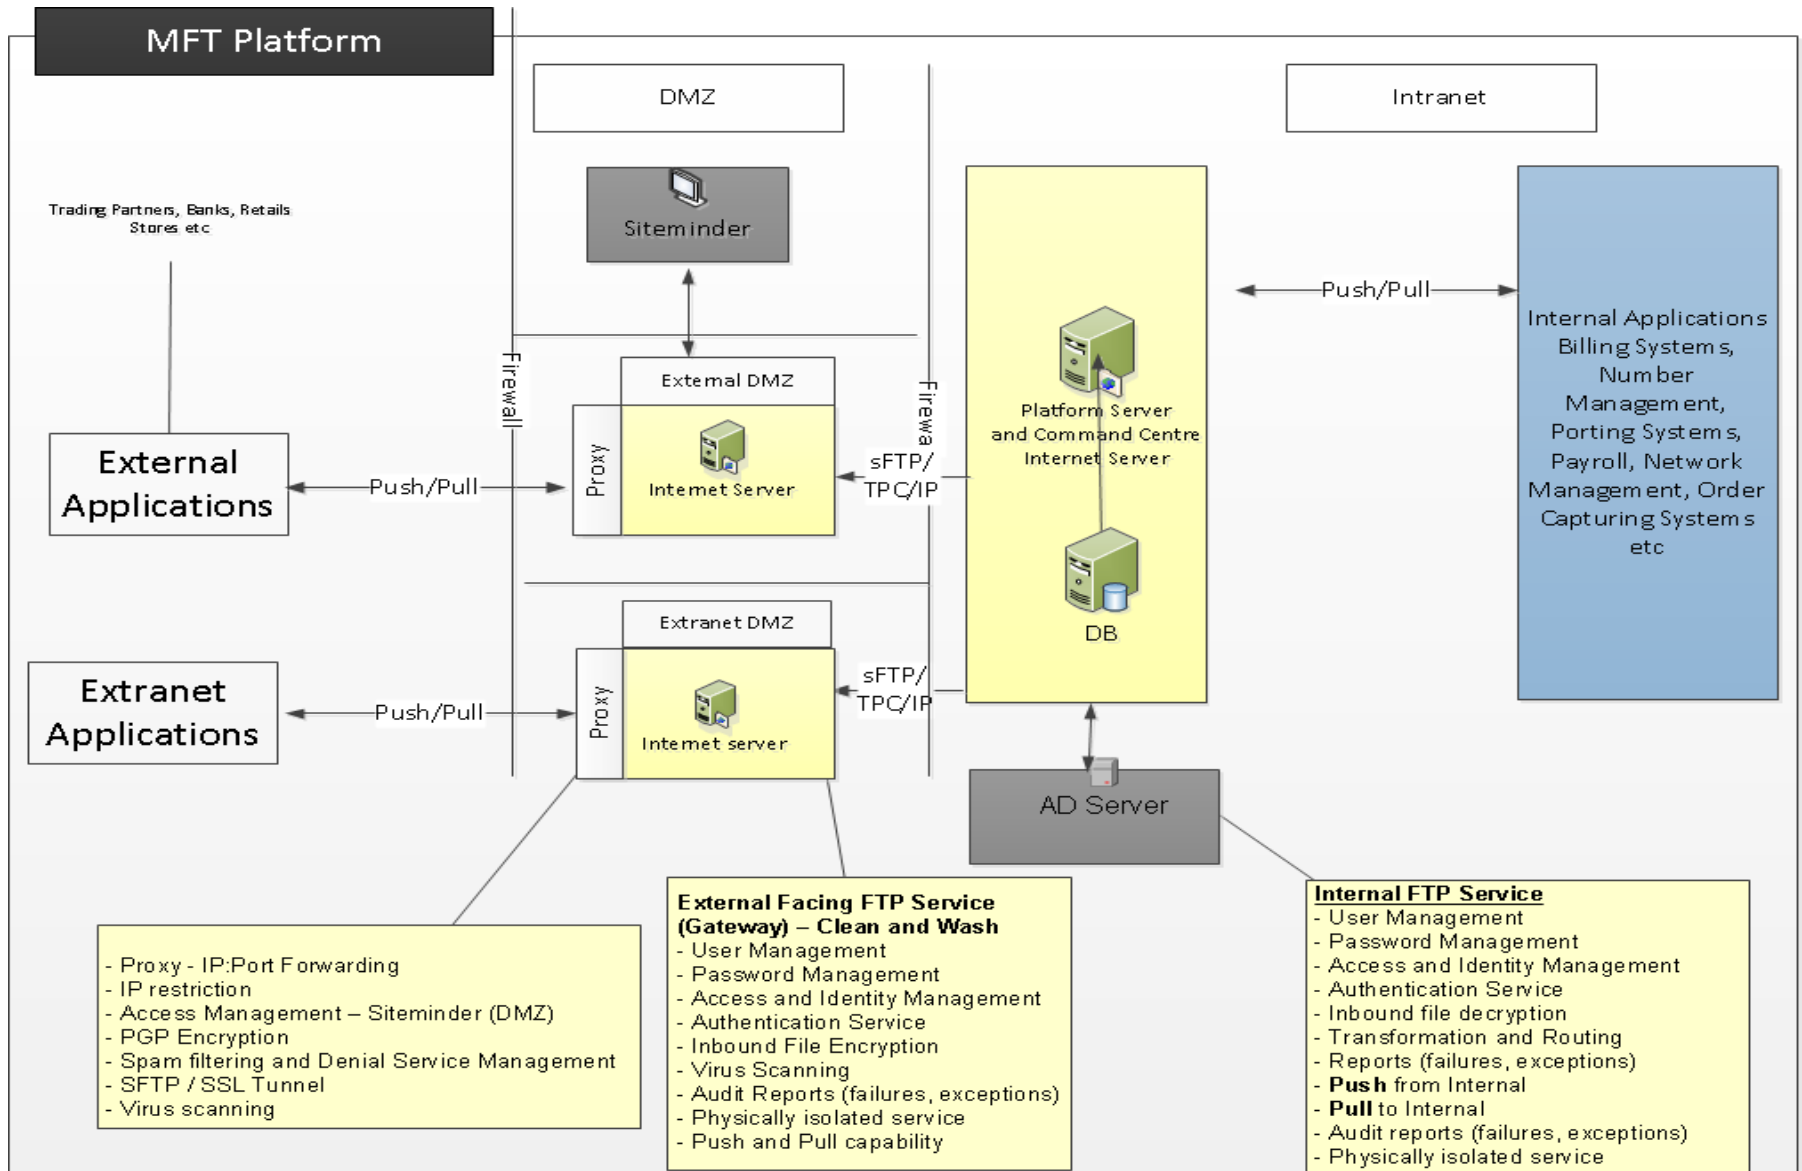 MFT Platform
DMZ
Intranet
Trading Partners, Banks, Retails
Stores etc
Siteminder
Push/Pull
Internal Applications
Billing Systems,
Number
Management,
Porting Systems,
Payroll, Network
Management, Order
Capturing Systems
etc
Firewall
External DMZ
Firewa
Platform Server
and Command Centre
Internet Server
External
Applications
Push/Pull
Proxy
Internet Server
sFTP/
TPC/IP
DB
Extranet DMZ
Extranet
Applications
Push/Pull
Proxy
Internet server
sFTP/
TPC/IP
AD Server
- Proxy - IP:Port Forwarding
- IP restriction
- Access Management – Siteminder (DMZ)
- PGP Encryption
- Spam filtering and Denial Service Management
- SFTP / SSL Tunnel
- Virus scanning
External Facing FTP Service
(Gateway) – Clean and Wash
- User Management
- Password Management
- Access and Identity Management
- Authentication Service
- Inbound File Encryption
- Virus Scanning
- Audit Reports (failures, exceptions)
- Physically isolated service
- Push and Pull capability
Internal FTP Service
- User Management
- Password Management
- Access and Identity Management
- Authentication Service
- Inbound file decryption
- Transformation and Routing
- Reports (failures, exceptions)
- Push from Internal
- Pull to Internal
- Audit reports (failures, exceptions)
- Physically isolated service